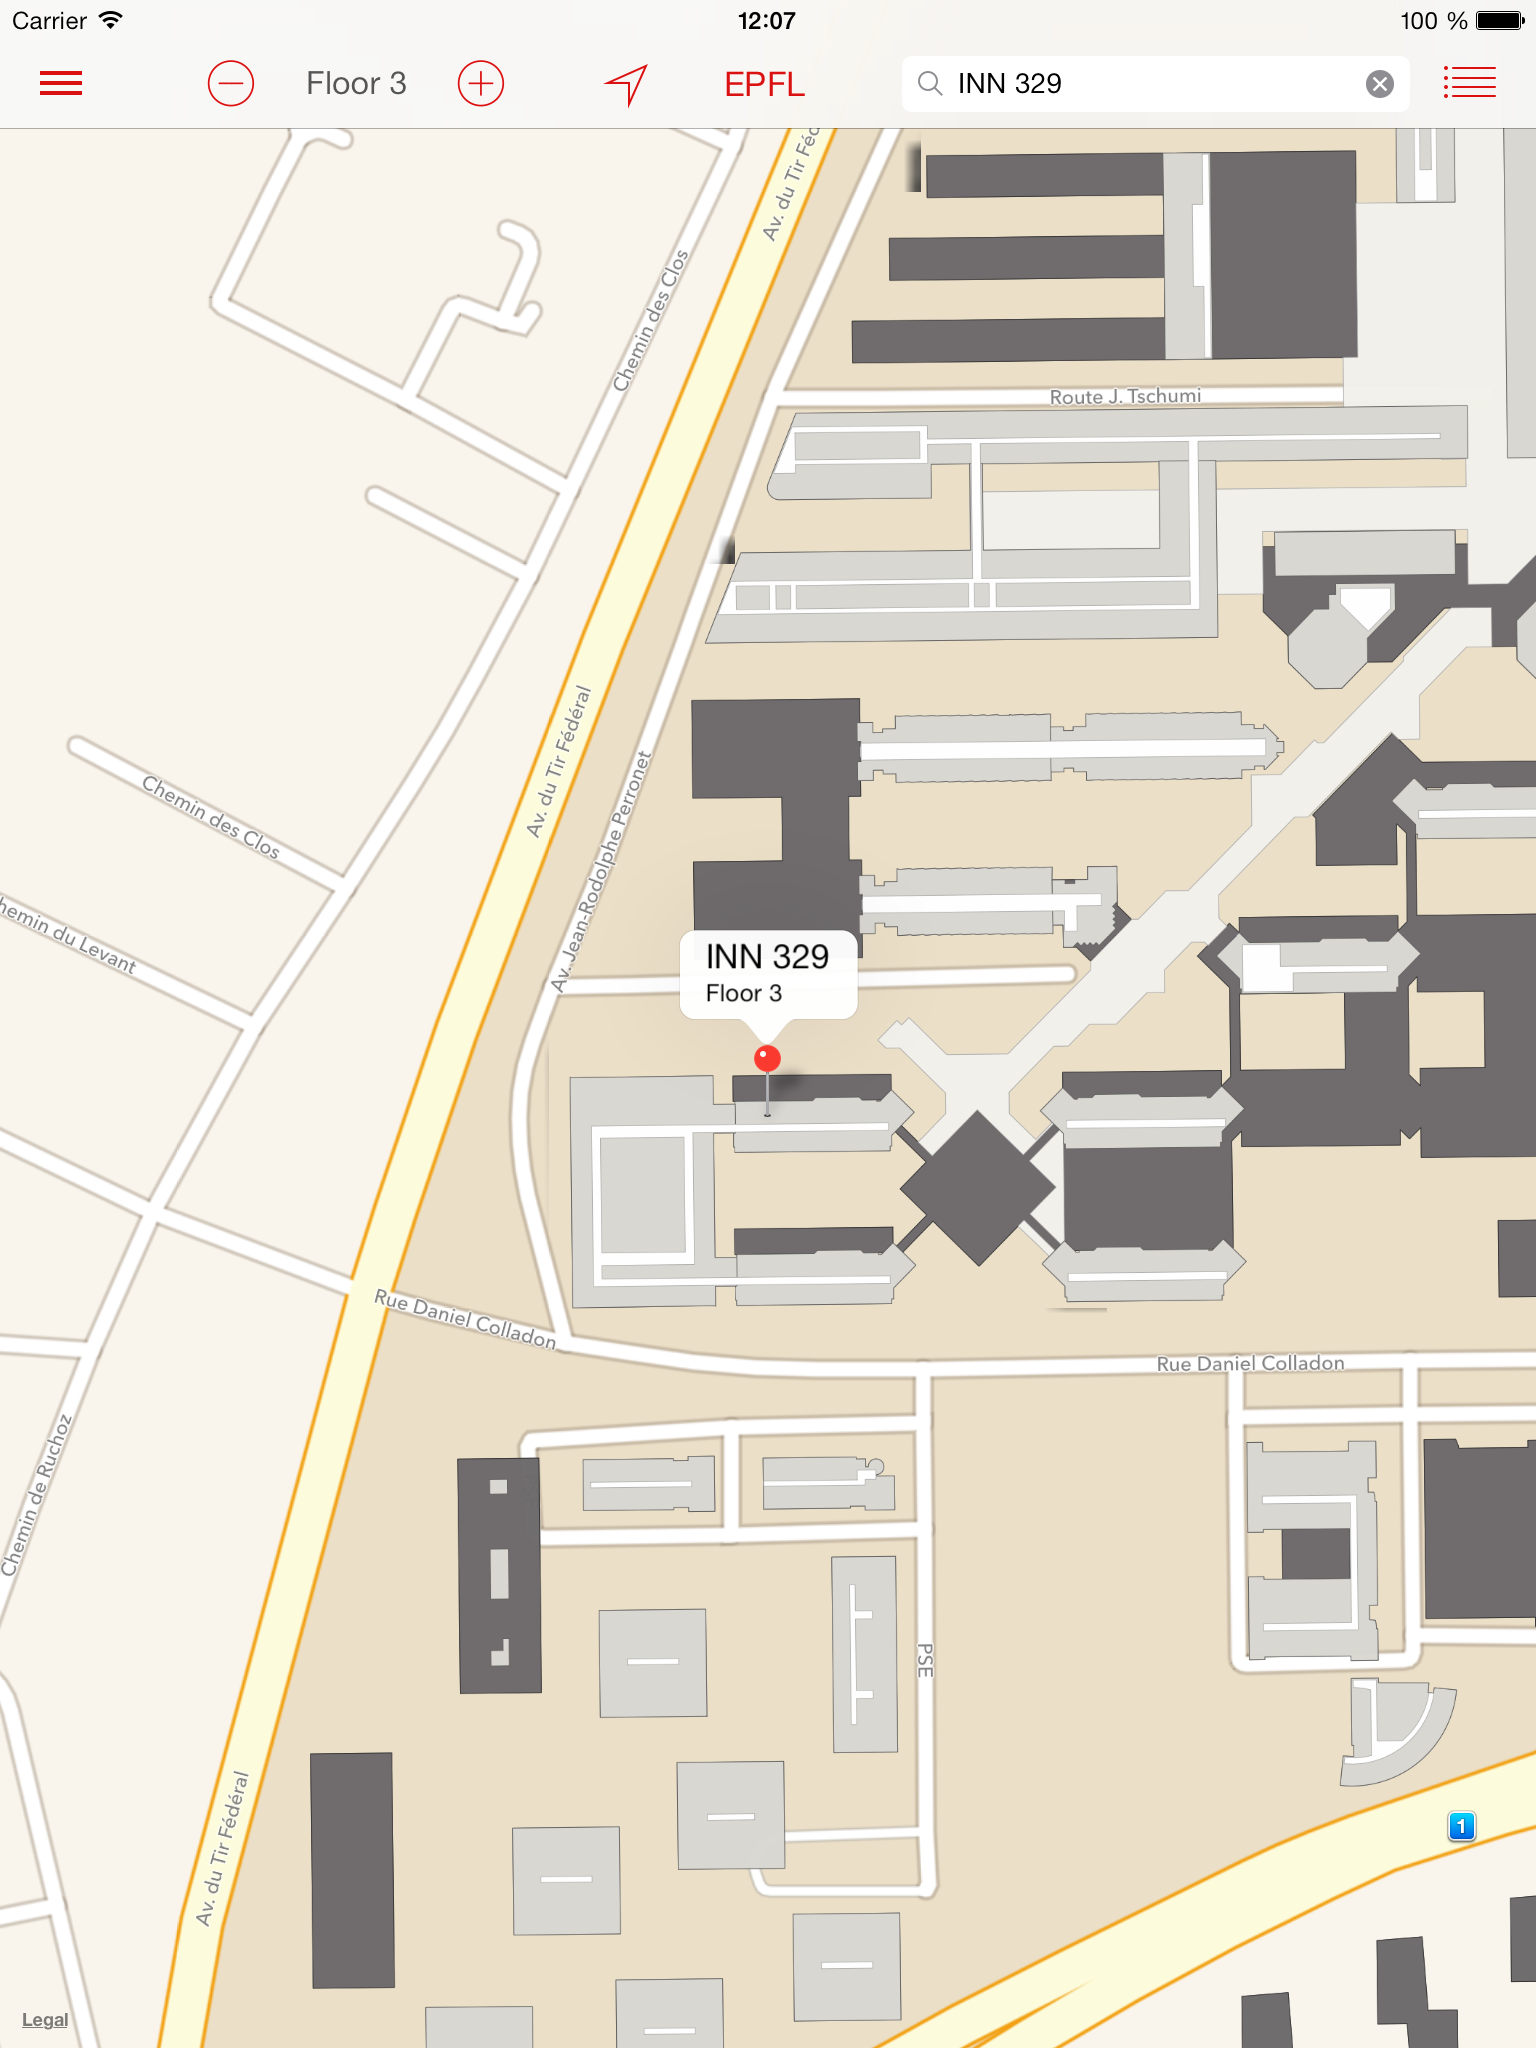 Carrier
12:07
100 %
Floor 3
EPFL
INN 329
Av. du Tir Féd
Chemin des Clos
Route J. Tschumi
Av. du Tir Fédéral
Av. Jean-Rodolphe Perronet
Chemin des Clos
hemin du Levant
INN 329
Floor 3
Rue Daniel Colladon
Rue Daniel Colladon
Chemin de Ruchoz
PSE
Av. du Tir Fédéral
1
Legal